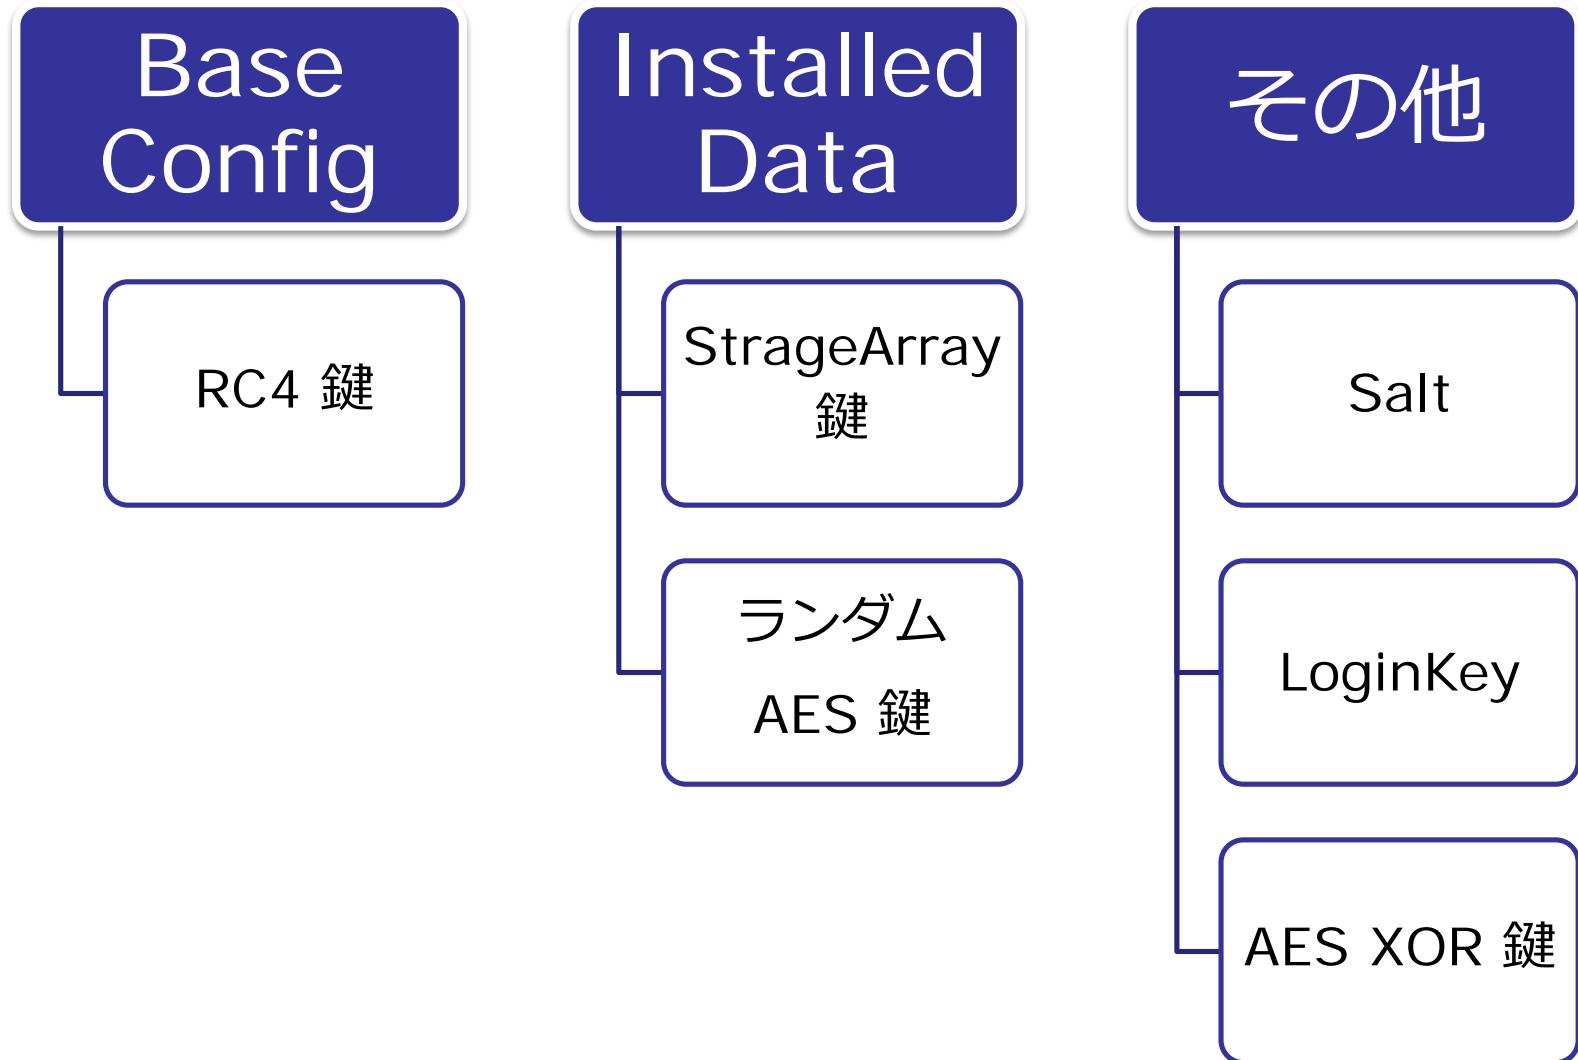 Base
Config
RC4 鍵
Installed
Data
StrageArray
鍵
ランダム
AES 鍵
その他
Salt
LoginKey
AES XOR 鍵